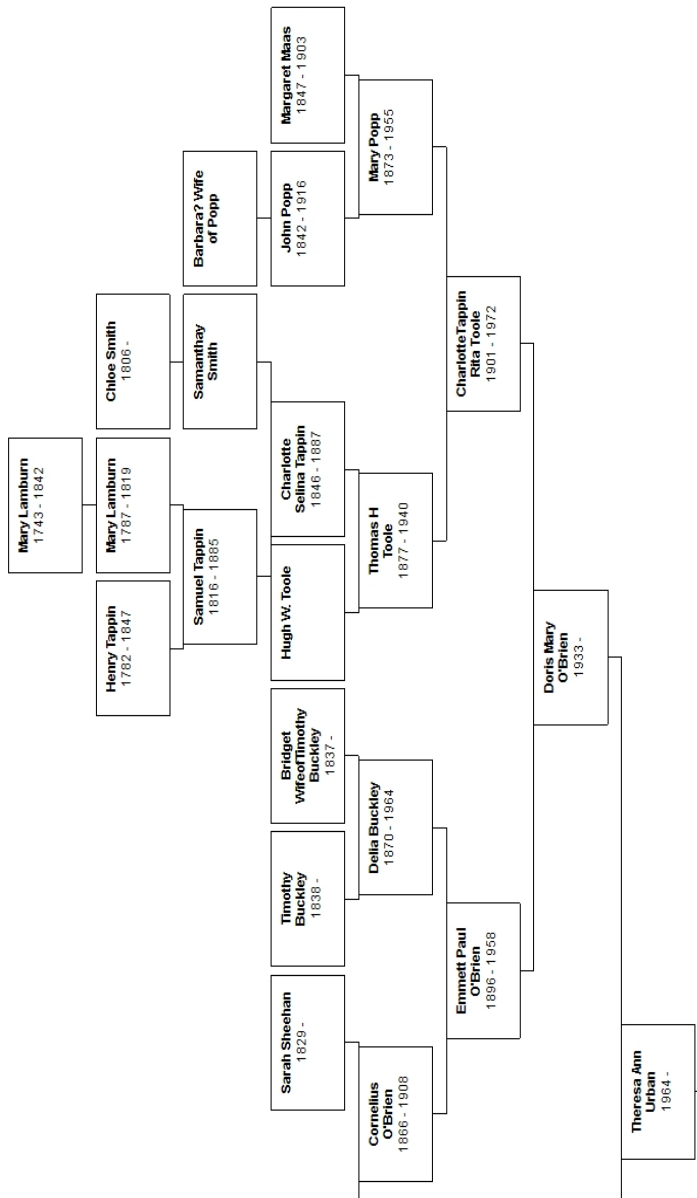 Mary Lamburn
1743 - 1842
Henry Tappin
1782 - 1847
Mary Lamburn
1787 - 1819
Chloe Smith
1806 -
Samuel Tappin
1816 - 1885
Samanthay
Smith
Barbara? Wife
of Popp
Sarah Sheehan
1829 -
Timothy
Buckley
1838 -
Bridget
WifeofTimothy
Buckley
1837 -
Hugh W. Toole
Charlotte
Selina Tappin
1846 - 1887
John Popp
1842 - 1916
Margaret Maas
1847 - 1903
Cornelius
O'Brien
1866 - 1908
Delia Buckley
1870 - 1964
Thomas H
Toole
1877 - 1940
Mary Popp
1873 - 1955
Emmett Paul
O'Brien
1896 - 1958
CharlotteTappin
Rita Toole
1901 - 1972
Doris Mary
O'Brien
1933 -
Theresa Ann
Urban
1964 -